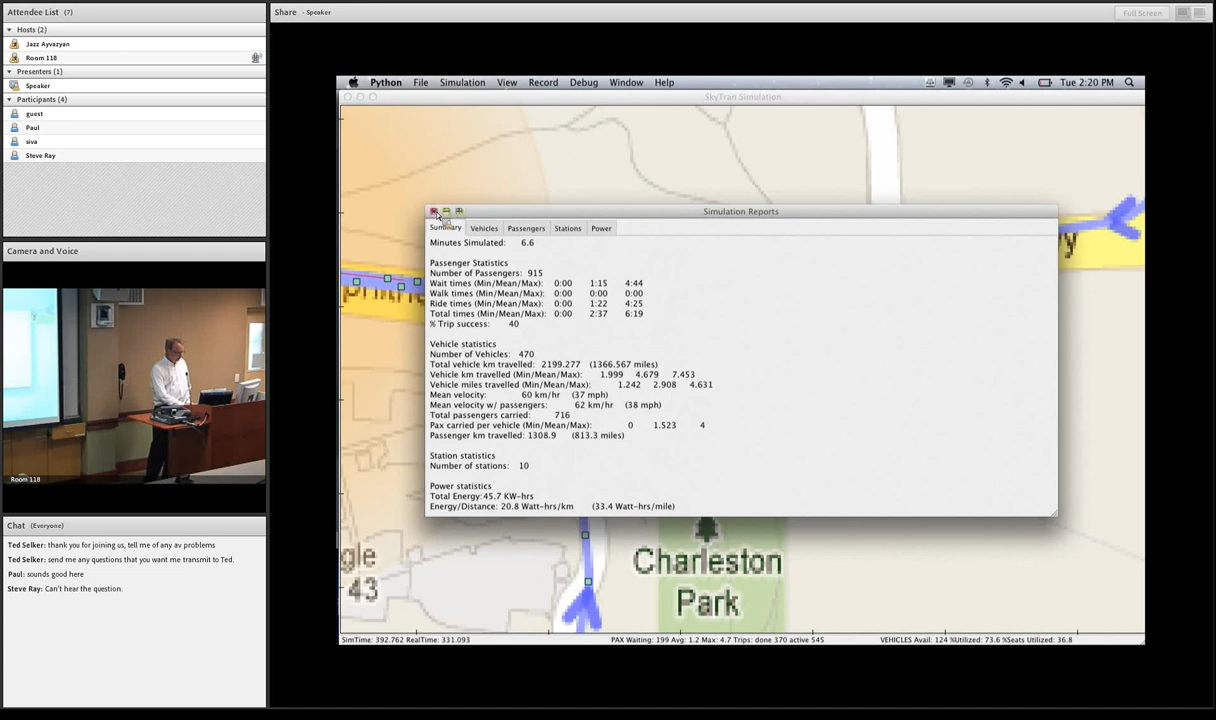 Attendee List (7)
Hosts (2)
Jazz Ayvazyan
Room 118
Presenters (1)
Speaker
Participants (4)
guest
Paul
siva
Steve Ray
Camera and Voice
Room 118
Chat (Everyone)
Ted Selker: thank you for joining us, tell me of any av problems
Ted Selker: send me any questions that you want me transmit to Ted.
Paul: sounds good here
Steve Ray: Can't hear the question.
Share - Speaker
Full Screen
Python File Simulation View Record Debug Window Help Tue 2:20 PM
SkyTran Simulation
Simulation Reports
Summary Vehicles Passengers Stations Power
Minutes Simulated: 6.6
Passenger Statistics
Number of Passengers: 915
Wait times (Min/Mean/Max): 0:00 1:15 4:44
Walk times (Min/Mean/Max): 0:00 0:00 0:00
Ride times (Min/Mean/Max): 0:00 1:22 4:25
Total times (Min/Mean/Max): 0:00 2:37 6:19
% Trip success: 40
Vehicle statistics
Number of Vehicles: 470
Total vehicle km travelled: 2199.277 (1366.567 miles)
Vehicle km travelled (Min/Mean/Max): 1.999 4.679 7.453
Vehicle miles travelled (Min/Mean/Max): 1.242 2.908 4.631
Mean velocity: 60 km/hr (37 mph)
Mean velocity w/ passengers: 62 km/hr (38 mph)
Total passengers carried: 716
Pax carried per vehicle (Min/Mean/Max): 0 1.523 4
Passenger km travelled: 1308.9 (813.3 miles)
Station statistics
Number of stations: 10
Power statistics
Total Energy: 45.7 KW-hrs
Energy/Distance: 20.8 Watt-hrs/km (33.4 Watt-hrs/mile)
gle
43
Charleston
Park
SimTime: 392.762 RealTime: 331.093 PAX Waiting: 199 Avg: 1.2 Max: 4.7 Trips: done 370 active 545 VEHICLES Avail: 124 %Utilized: 73.6 %Seats Utilized: 36.8